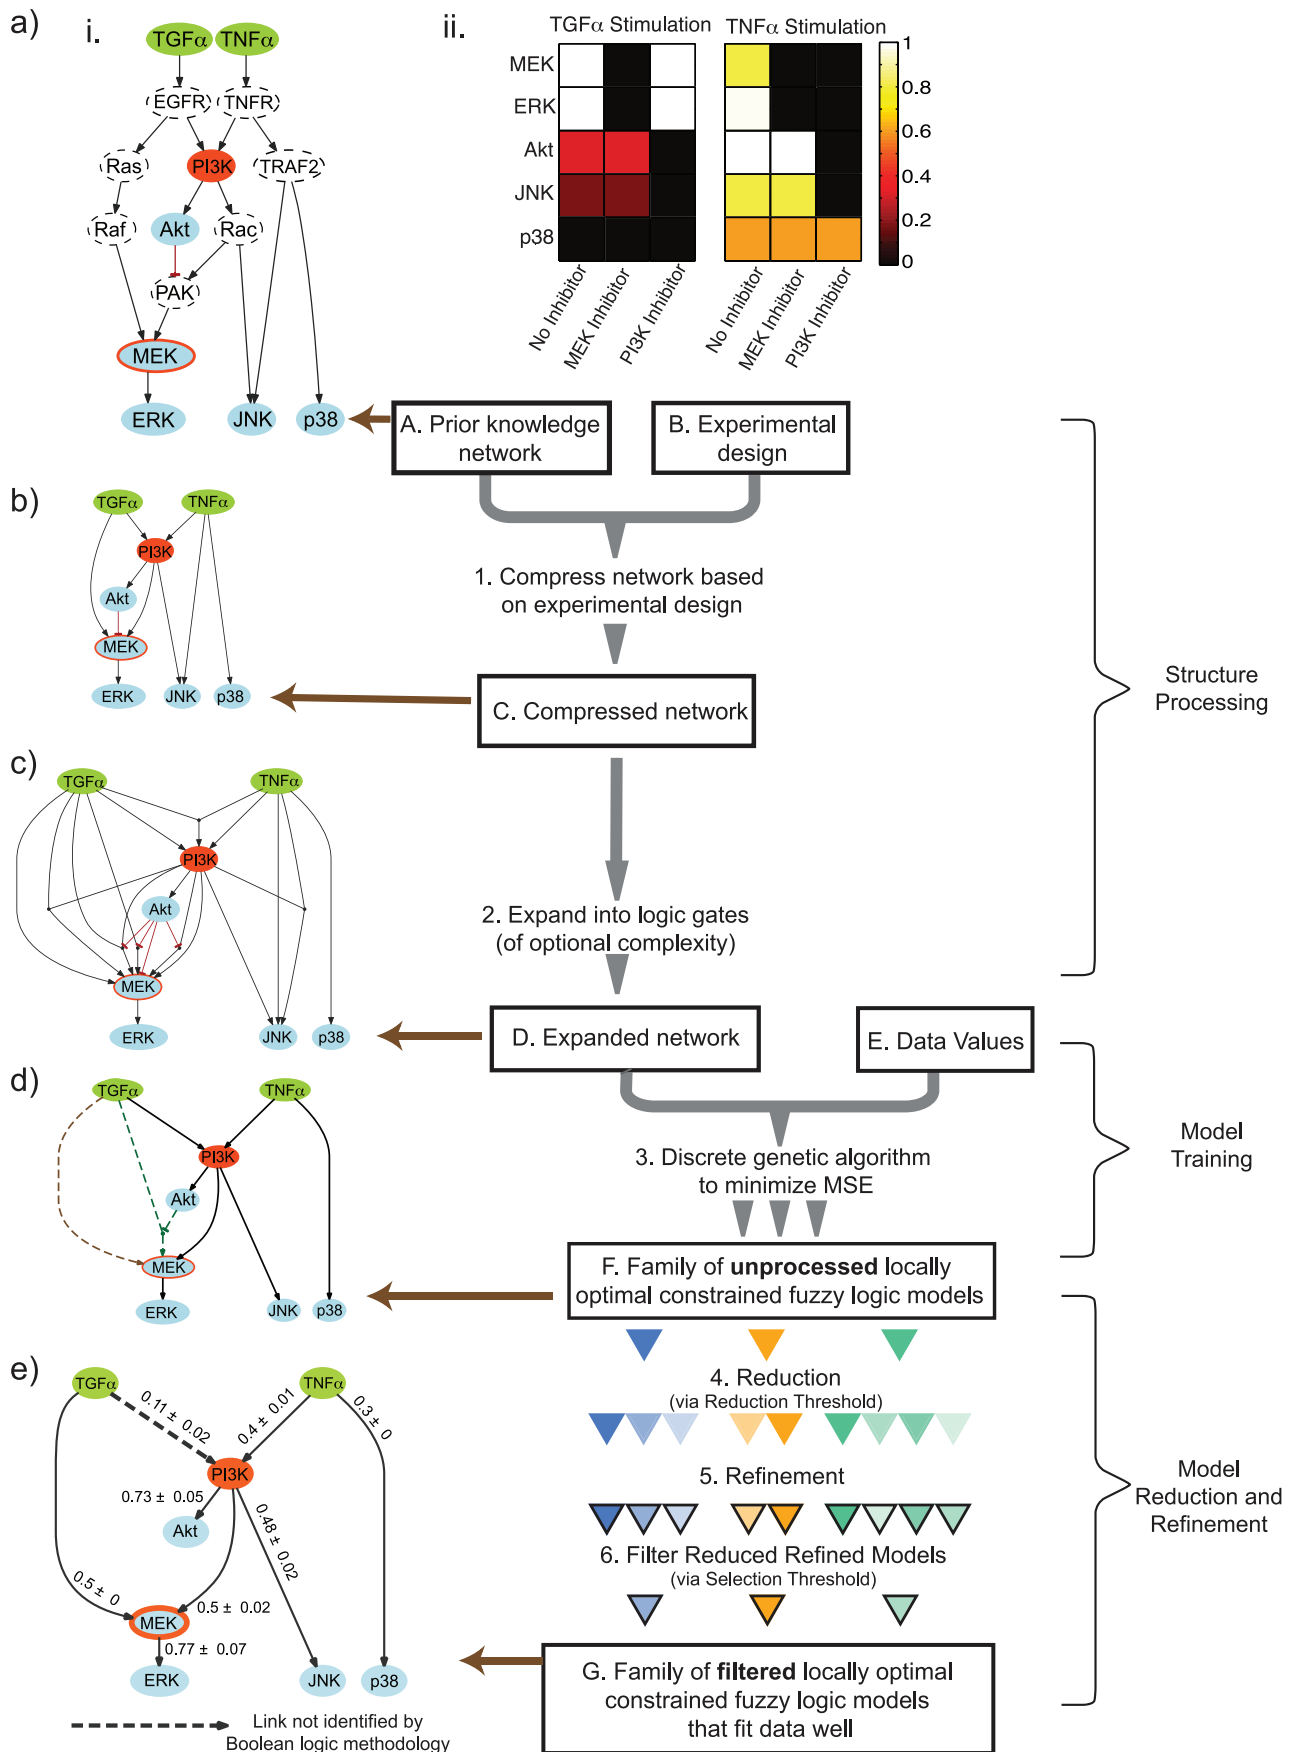 a)
i.
TGFα
TNFα
EGFR
TNFR
Ras
PI3K
TRAF2
Raf
Akt
Rac
PAK
MEK
ERK
JNK
p38
ii.
TGFα Stimulation
TNFα Stimulation
MEK
ERK
Akt
JNK
p38
1
0.8
0.6
0.4
0.2
0
No Inhibitor
MEK Inhibitor
PI3K Inhibitor
No Inhibitor
MEK Inhibitor
PI3K Inhibitor
A. Prior knowledge
network
B. Experimental
design
b)
TGFα
TNFα
PI3K
Akt
MEK
ERK
JNK
p38
1. Compress network based
on experimental design
C. Compressed network
Structure
Processing
c)
TGFα
TNFα
PI3K
Akt
MEK
ERK
JNK
p38
2. Expand into logic gates
(of optional complexity)
D. Expanded network
E. Data Values
d)
TGFα
TNFα
PI3K
Akt
MEK
ERK
JNK
p38
3. Discrete genetic algorithm
to minimize MSE
Model
Training
F. Family of unprocessed locally
optimal constrained fuzzy logic models
e)
TGFα
TNFα
0.11 ± 0.02
0.4 ± 0.01
0.3 ± 0
PI3K
0.73 ± 0.05
Akt
0.48 ± 0.02
0.5 ± 0
0.5 ± 0.02
MEK
0.77 ± 0.07
ERK
JNK
p38
Link not identified by
Boolean logic methodology
4. Reduction
(via Reduction Threshold)
5. Refinement
6. Filter Reduced Refined Models
(via Selection Threshold)
Model
Reduction and
Refinement
G. Family of filtered locally optimal
constrained fuzzy logic models
that fit data well